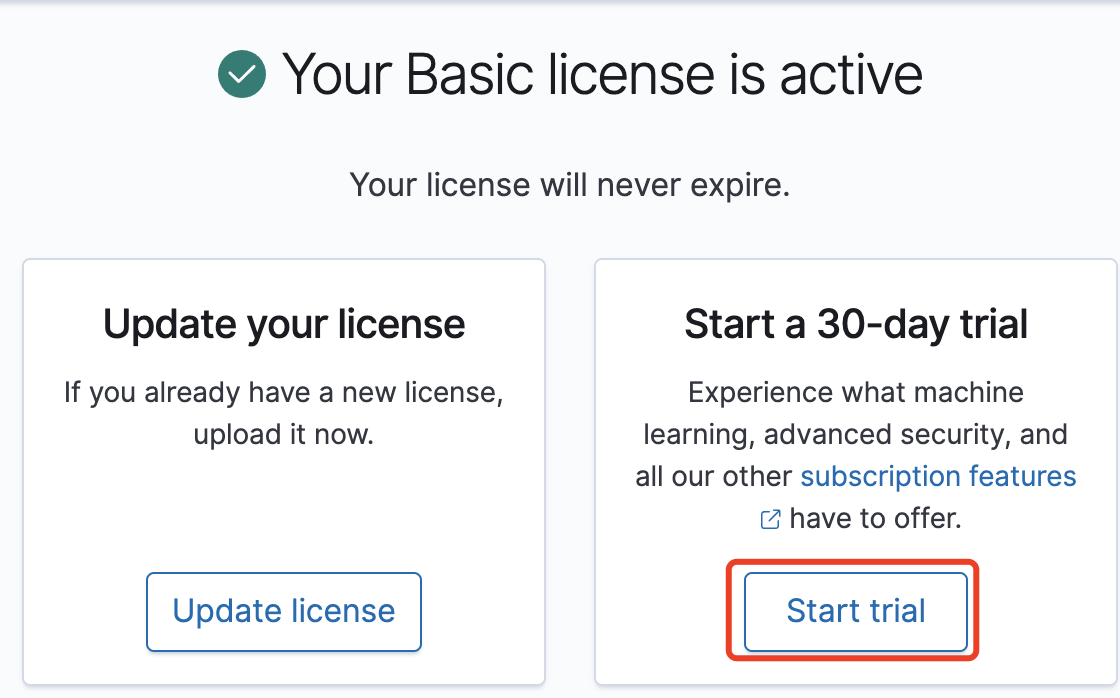 Your Basic license is active
Your license will never expire.
Update your license
If you already have a new license,
upload it now.
Update license
Start a 30-day trial
Experience what machine
learning, advanced security, and
all our other subscription features
have to offer.
Start trial